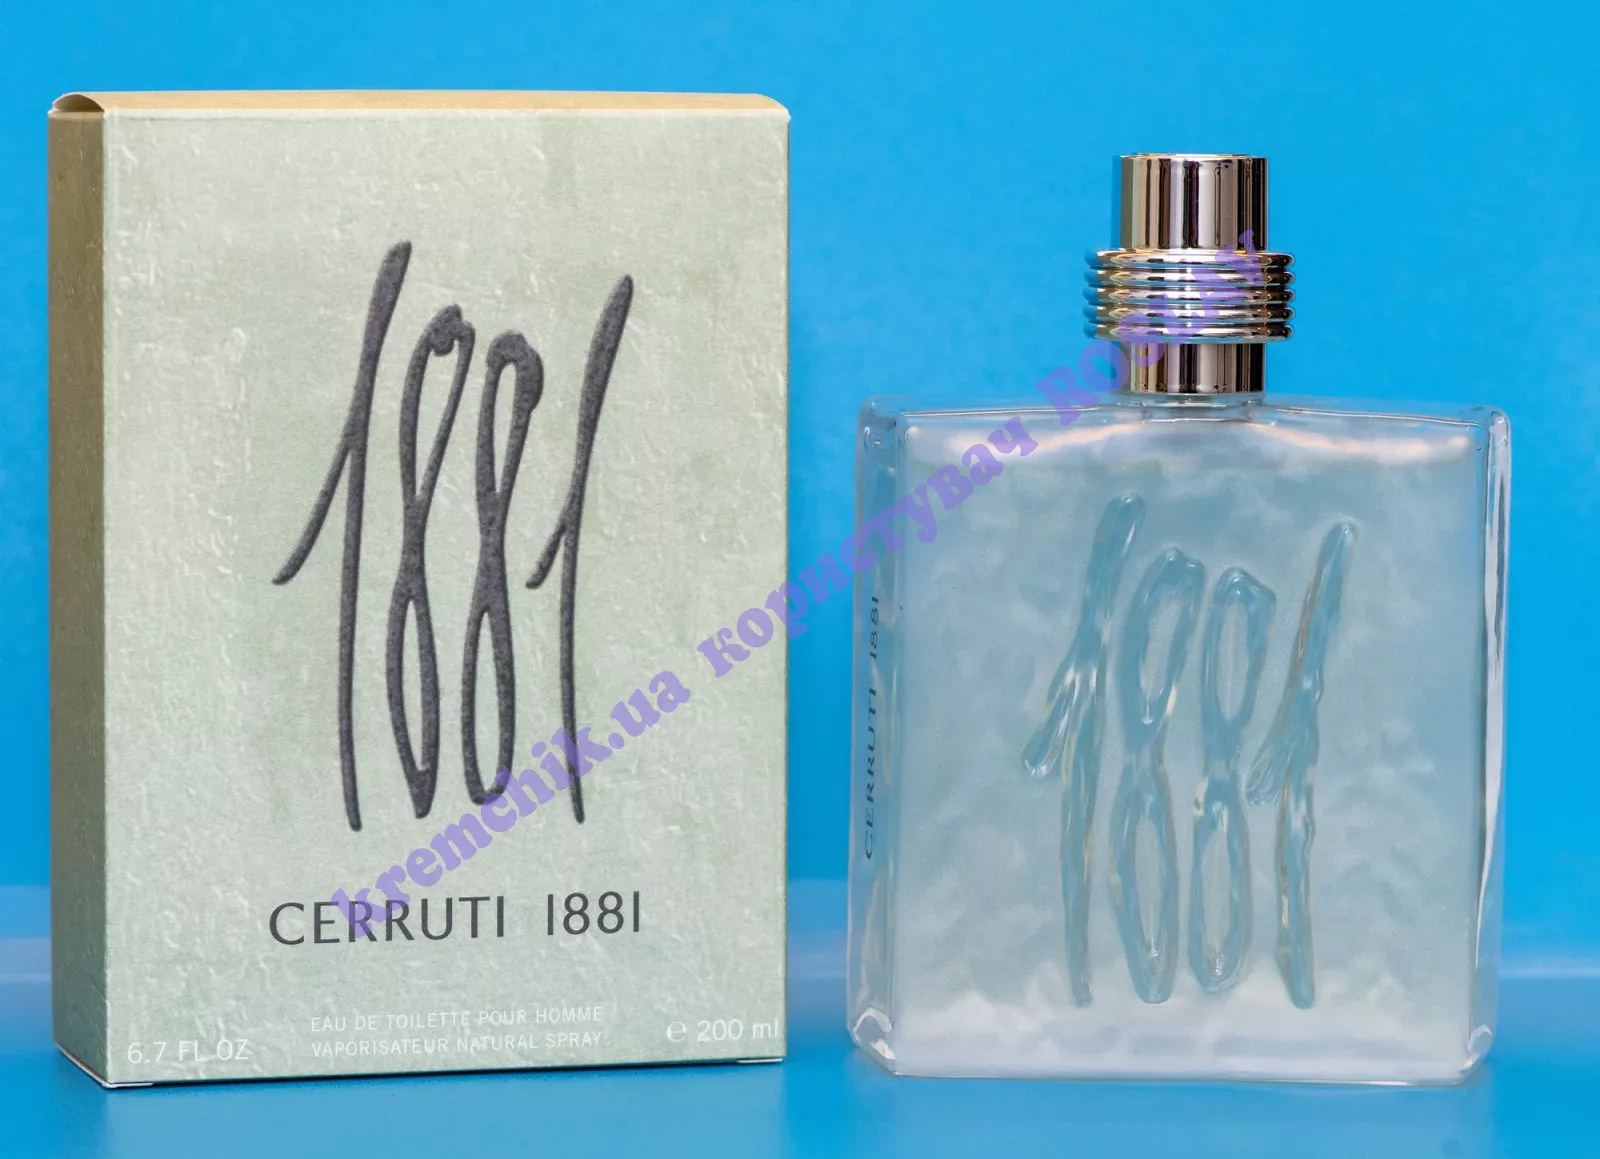 1881
CERRUTI 1881
EAU DE TOILETTE POUR HOMME
VAPORISATEUR NATURAL SPRAY
6.7 FL OZ
e 200 ml
1881
CERRUTI 1881
kremchik.ua користувач